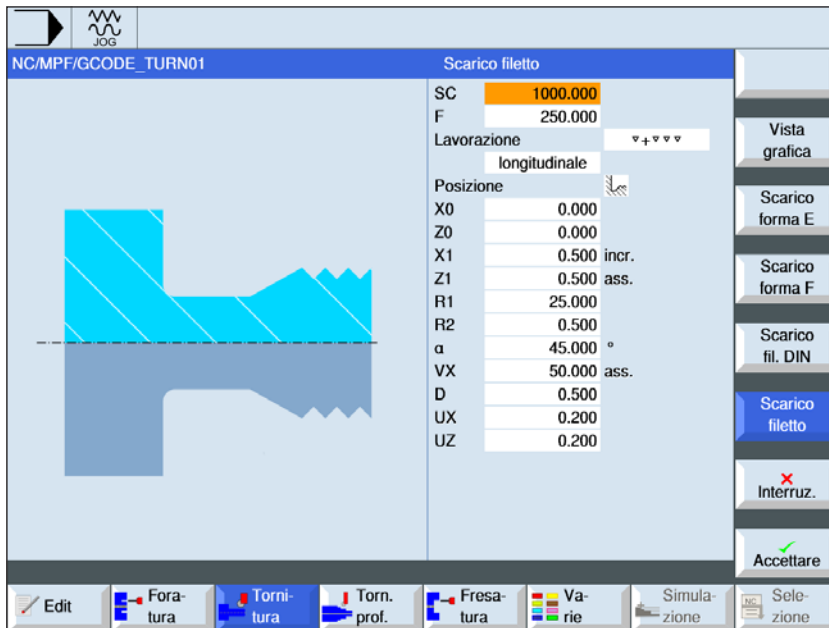 JOG
NC/MPF/GCODE_TURN01
Scarico filetto
SC 1000.000
F 250.000
Lavorazione ▿+▿▿▿
longitudinale
Posizione
X0 0.000
Z0 0.000
X1 0.500 incr.
Z1 0.500 ass.
R1 25.000
R2 0.500
α 45.000 °
VX 50.000 ass.
D 0.500
UX 0.200
UZ 0.200
Vista
grafica
Scarico
forma E
Scarico
forma F
Scarico
fil. DIN
Scarico
filetto
Interruz.
Accettare
Edit
Fora-
tura
Torni-
tura
Torn.
prof.
Fresa-
tura
Va-
rie
Simula-
zione
NC
Sele-
zione